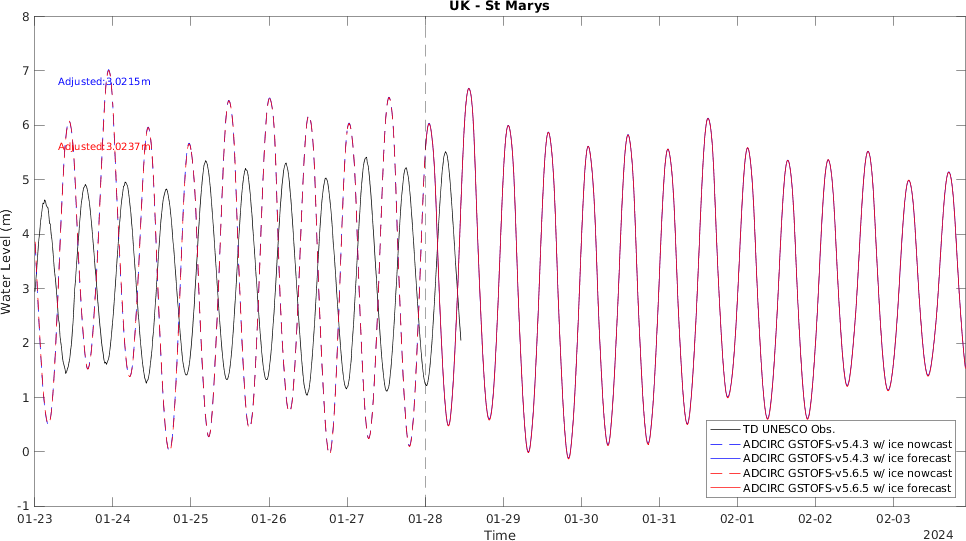 UK - St Marys
8
7
6
5
4
3
2
1
0
-1
Water Level (m)
Adjusted:3.0215m
Adjusted:3.0237m
TD UNESCO Obs.
ADCIRC GSTOFS-v5.4.3 w/ ice nowcast
ADCIRC GSTOFS-v5.4.3 w/ ice forecast
ADCIRC GSTOFS-v5.6.5 w/ ice nowcast
ADCIRC GSTOFS-v5.6.5 w/ ice forecast
01-23 01-24 01-25 01-26 01-27 01-28 01-29 01-30 01-31 02-01 02-02 02-03
Time
2024